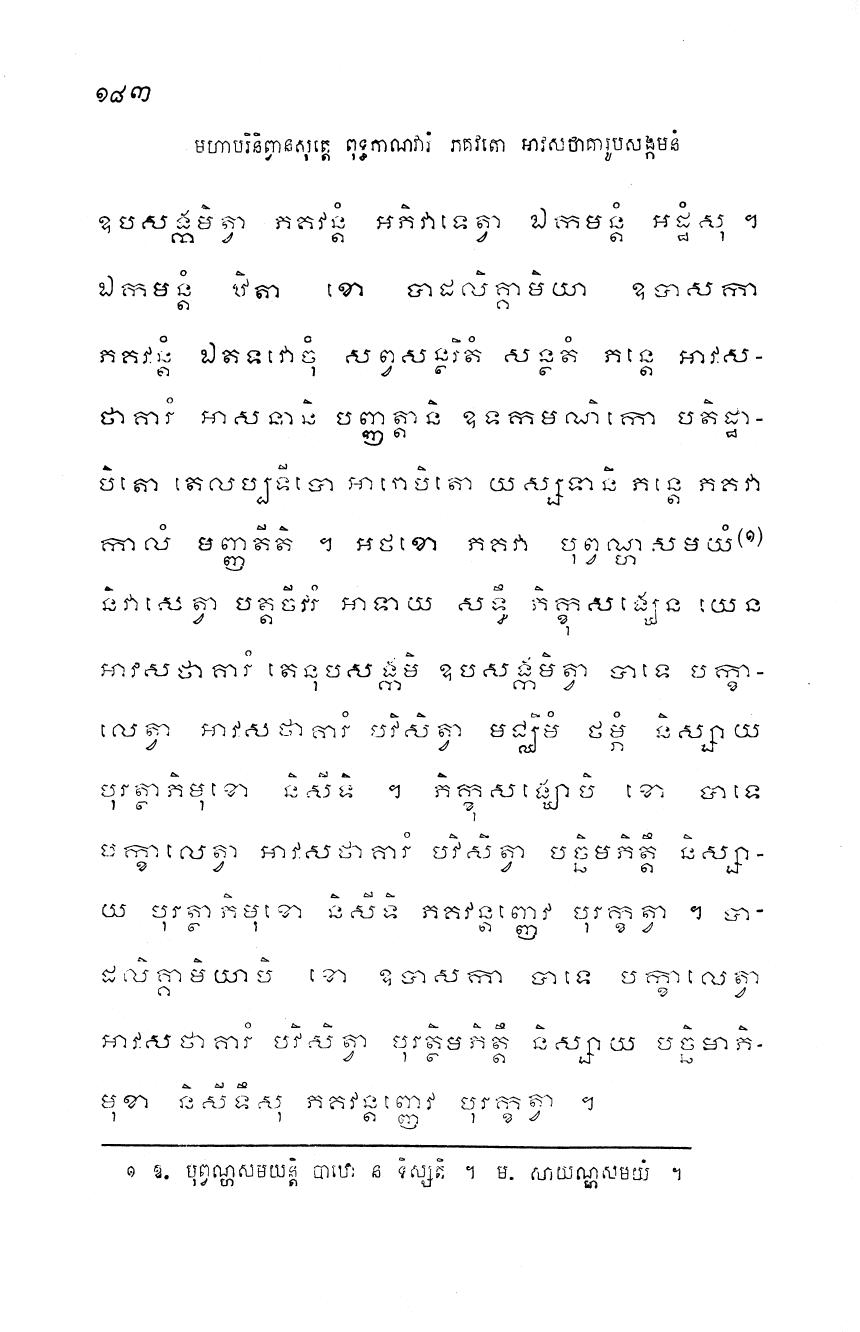 ១៨៣
មហាបរិនិព្វានសុត្តេ ពុទ្ធកាណវារំ ភគវតោ អាវសថាគារូបសង្កមនំ
ឧបសង្កមិត្វា ភគវន្តំ អភិវាទេត្វា ឯកមន្តំ អដ្ឋំសុ ។
ឯកមន្តំ ឋិតា ខោ បាដលិគ្គាមិយា ឧបាសកា
ភគវន្តំ ឯតទវោចុំ សព្វសន្ថរិតំ សន្ថតំ ភន្តេ អាវស-
ថាគារំ អាសនានិ បញ្ញត្តានិ ឧទកមណិកោ បតិដ្ឋា-
បិតោ តេលប្បទីបោ អារោបិតោ យស្សទានិ ភន្តេ ភគវា
កាលំ មញ្ញតីតិ ។ អថខោ ភគវា បុព្វណ្ហសមយំ(១)
និវាសេត្វា បត្តចីវរំ អាទាយ សទ្ធឹ ភិក្ខុសង្ឃេន យេន
អាវសថាគារំ តេនុបសង្កមិ ឧបសង្កមិត្វា បាទេ បក្ខា-
លេត្វា អាវសថាគារំ បវិសិត្វា មជ្ឈិមំ ថម្ភំ និស្សាយ
បុរត្ថាភិមុខោ និសីទិ ។ ភិក្ខុសង្ឃោបិ ខោ បាទេ
បក្ខាលេត្វា អាវសថាគារំ បវិសិត្វា បច្ឆិមភិត្តឹ និស្សា-
យ បុរត្ថាភិមុខោ និសីទិ ភគវន្តញ្ញេវ បុរក្ខត្វា ។ បា-
ដលិគ្គាមិយាបិ ខោ ឧបាសកា បាទេ បក្ខាលេត្វា
អាវសថាគារំ បវិសិត្វា បុរត្ថិមភិត្តឹ និស្សាយ បច្ឆិមាភិ-
មុខា និសីទឹសុ ភគវន្តញ្ញេវ បុរក្ខត្វា ។
១ ឱ. បុព្វណ្ហសមយន្តិ បាឋោ ន ទិស្សតិ ។ ម. សាយណ្ហសមយំ ។